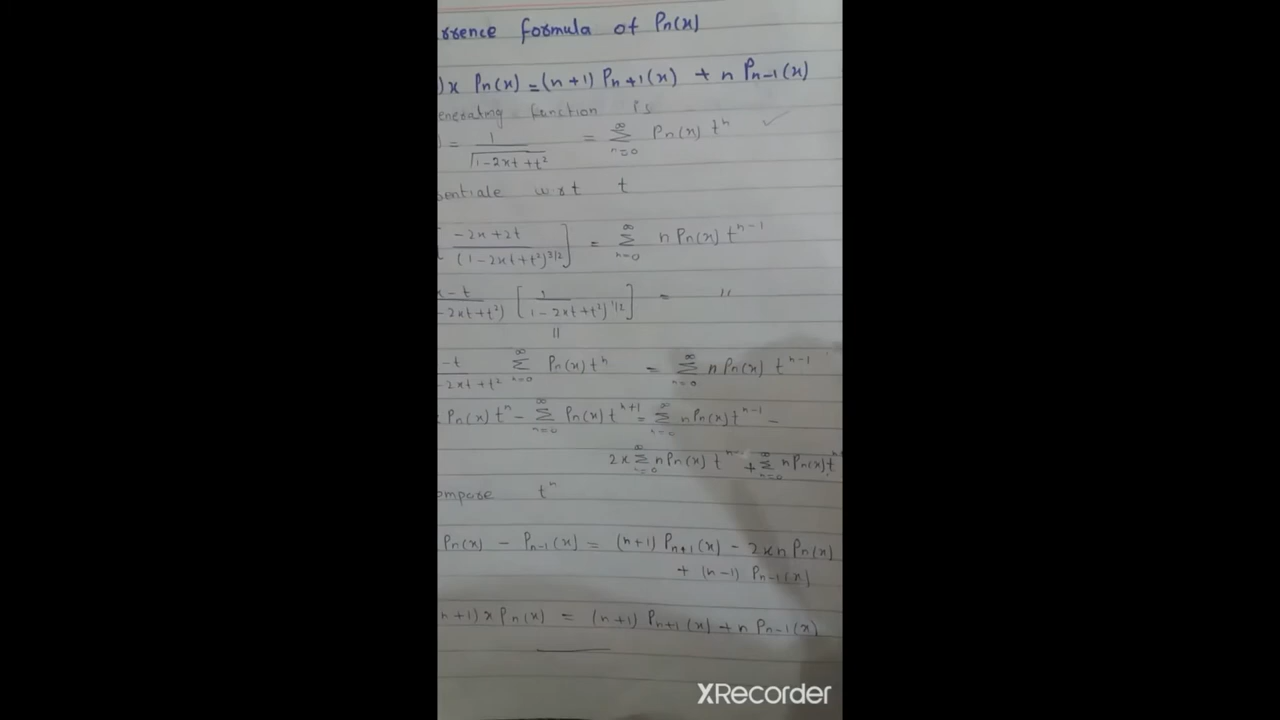 rrence formula of Pn(x)
)x Pn(x) = (n+1) Pn+1(x) + n Pn-1(x)
enerating function is
) = 1/√(1-2xt+t²) = Σ_{n=0}^{∞} Pn(x) t^n ✓
rentiale w.r.t t
[ (-2x+2t)/(1-2xt+t²)^{3/2} ] = Σ_{n=0}^{∞} n Pn(x) t^{n-1}
x-t/-2xt+t²) [ 1/(1-2xt+t²)^{1/2} ] = "
||
-t/-2xt+t² Σ_{n=0}^{∞} Pn(x) t^n = Σ_{n=0}^{∞} n Pn(x) t^{n-1}
Pn(x) t^n - Σ_{n=0}^{∞} Pn(x) t^{n+1} = Σ_{n=0}^{∞} n Pn(x) t^{n-1} -
2x Σ_{n=0}^{∞} n Pn(x) t + Σ_{n=0}^{∞} n Pn(x) t
ompare t^n
Pn(x) - Pn-1(x) = (n+1) Pn+1(x) - 2xn Pn(x)
+ (n-1) Pn-1(x)
n+1) x Pn(x) = (n+1) Pn+1(x) + n Pn-1(x)
XRecorder